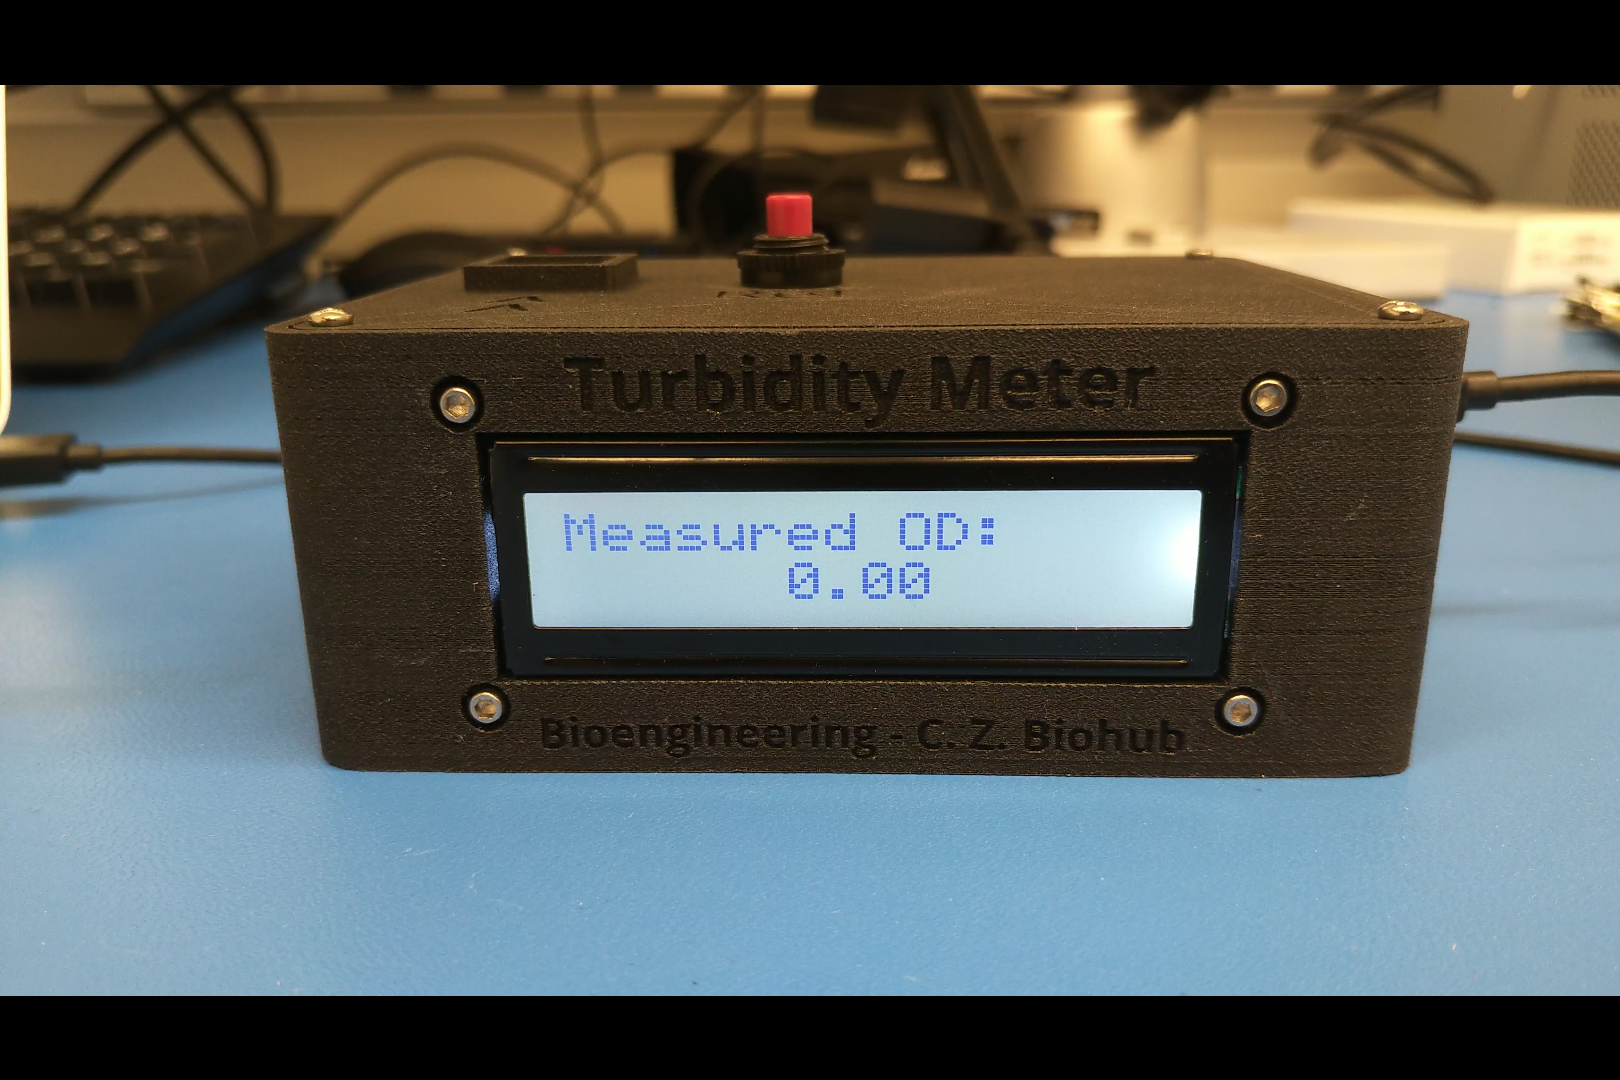 Turbidity Meter
Measured OD:
0.00
Bioengineering - C. Z. Biohub